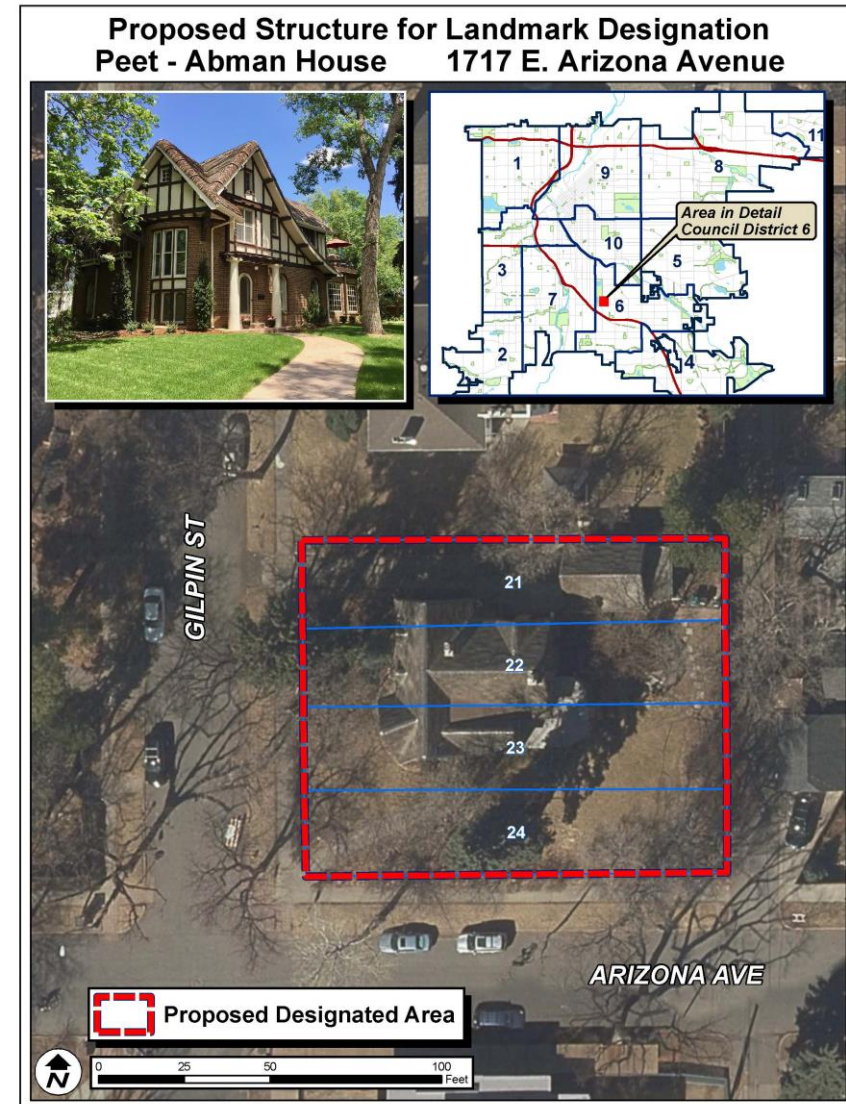 Proposed Structure for Landmark Designation
Peet - Abman House 1717 E. Arizona Avenue
1
9
8
11
Area in Detail
Council District 6
10
3
5
7
6
2
4
GILPIN ST
21
22
23
24
ARIZONA AVE
Proposed Designated Area
N
0 25 50 100
Feet